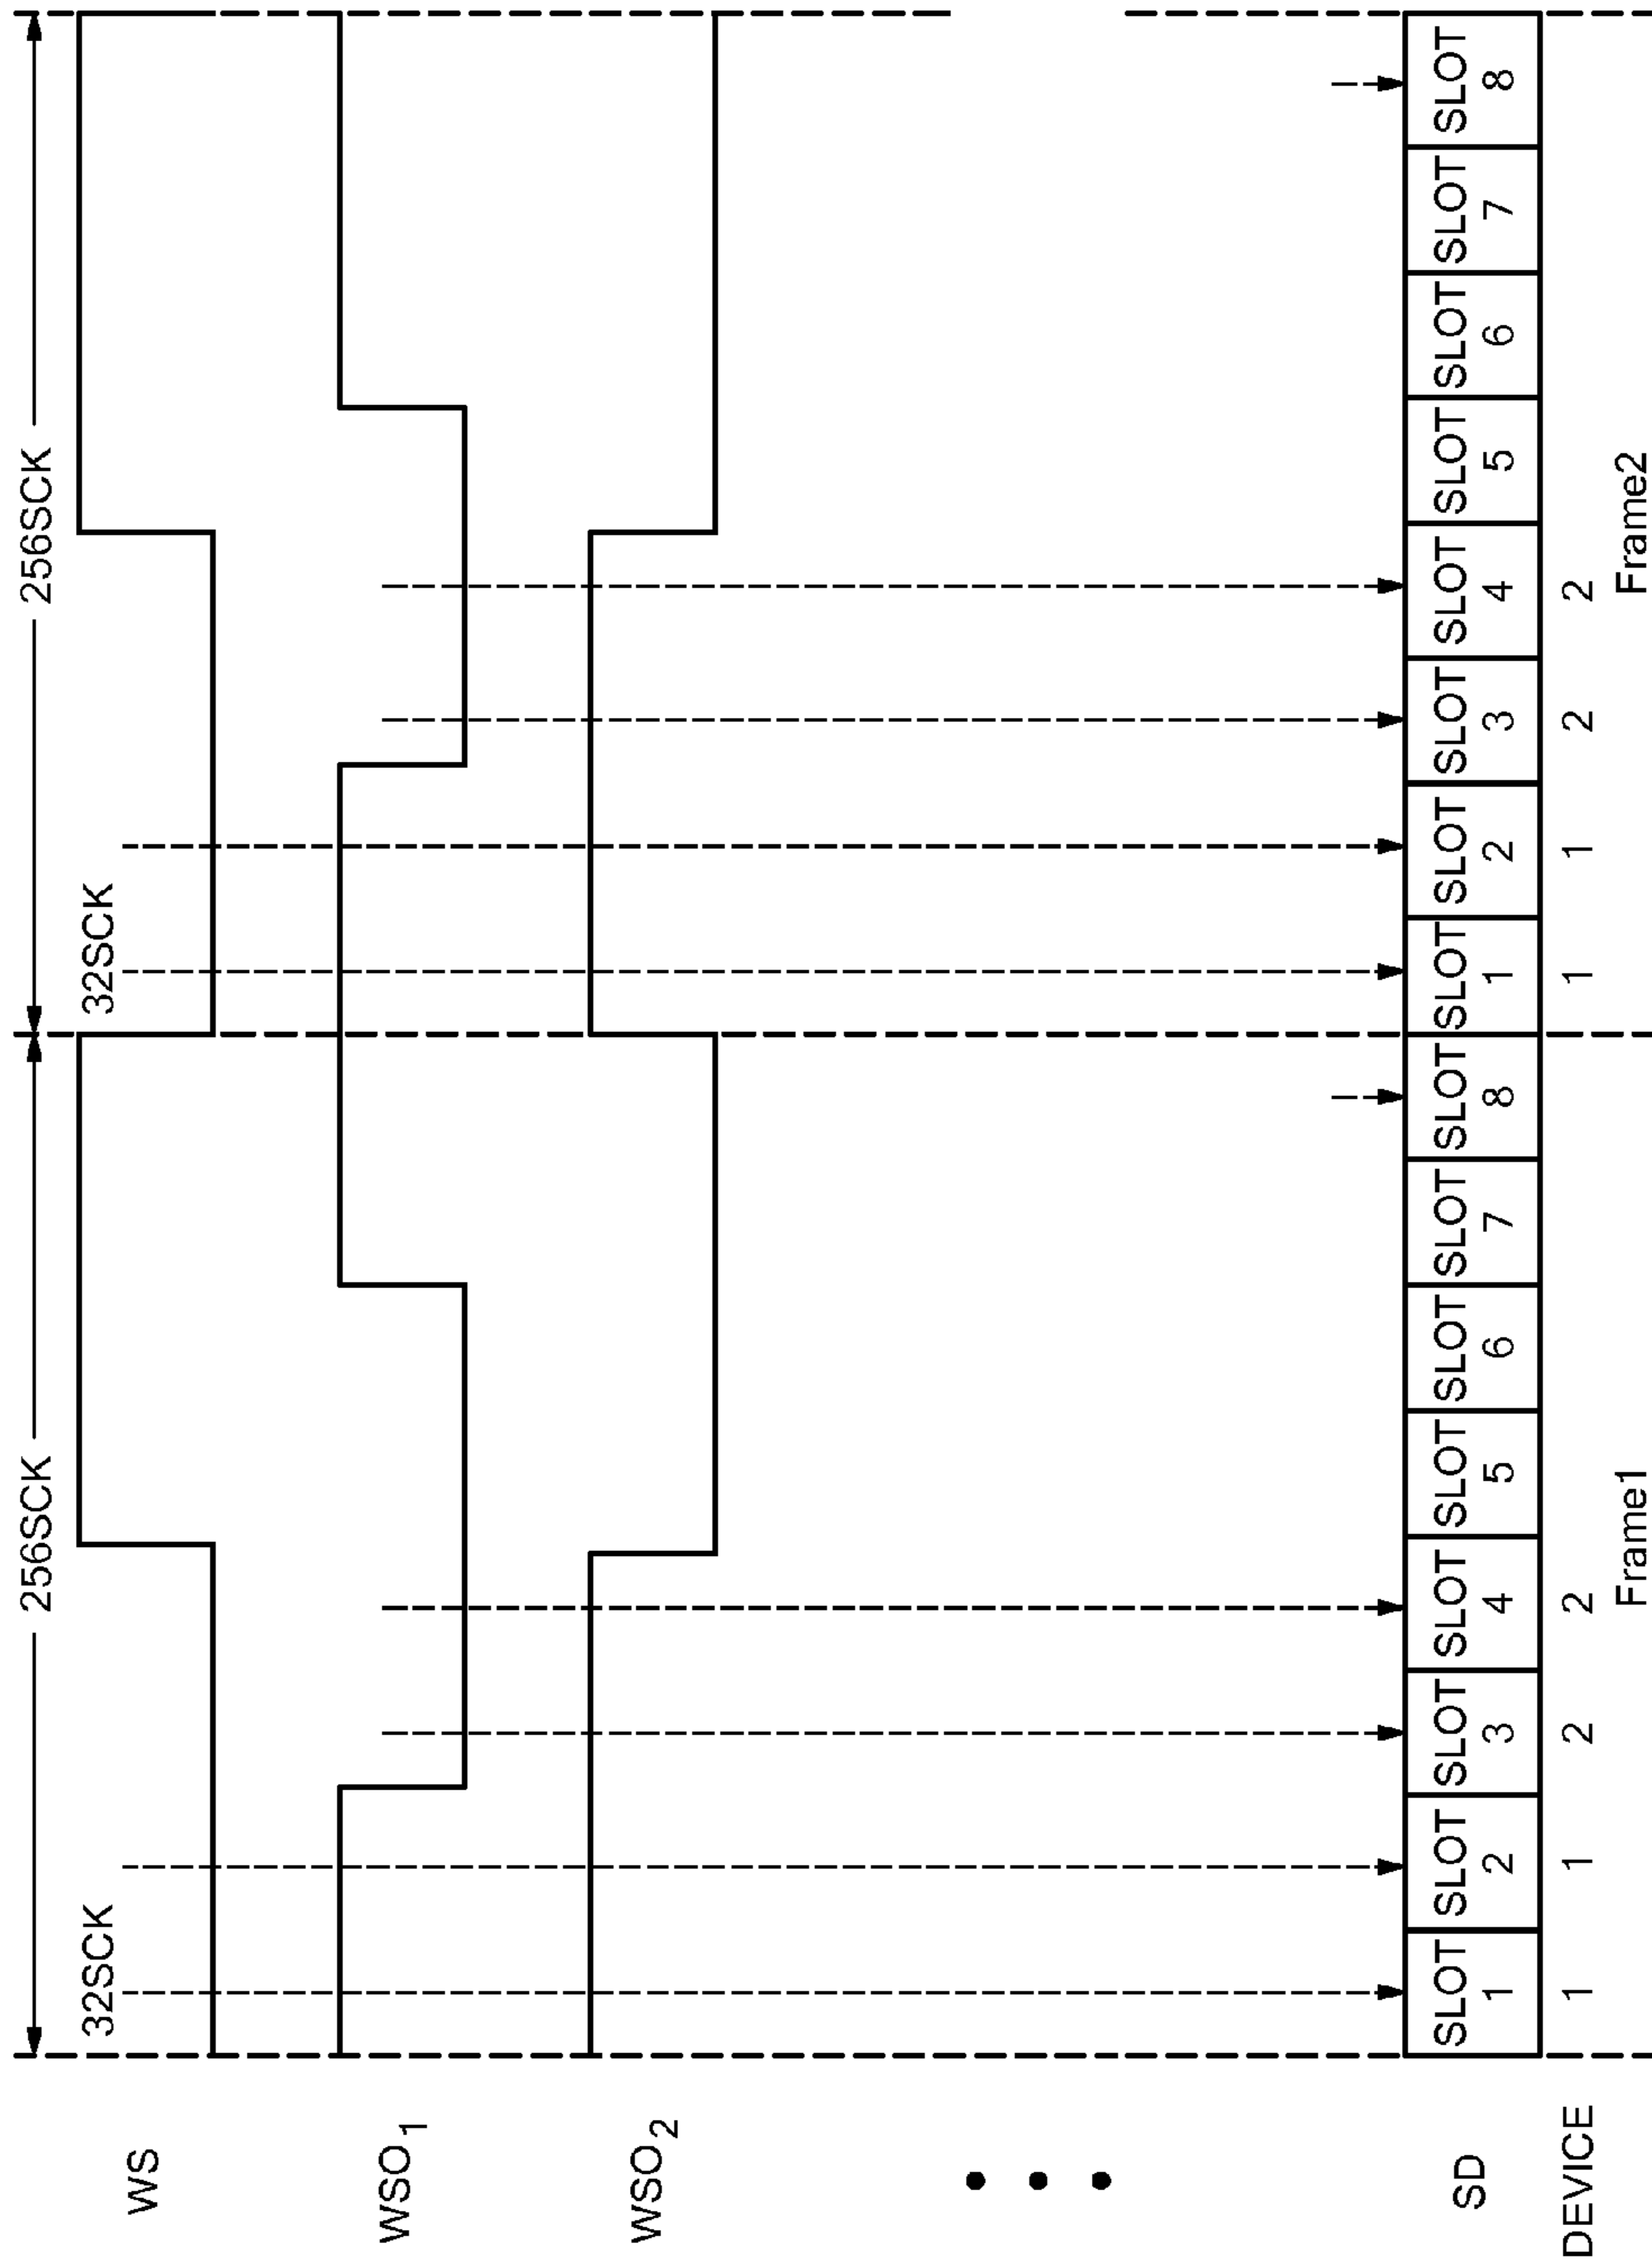 256SCK 256SCK
WS 32SCK 32SCK
WSO1
WSO2
SD SLOT 1 SLOT 2 SLOT 3 SLOT 4 SLOT 5 SLOT 6 SLOT 7 SLOT 8 SLOT 1 SLOT 2 SLOT 3 SLOT 4 SLOT 5 SLOT 6 SLOT 7 SLOT 8
DEVICE 1 1 2 2 1 1 2 2
Frame1 Frame2